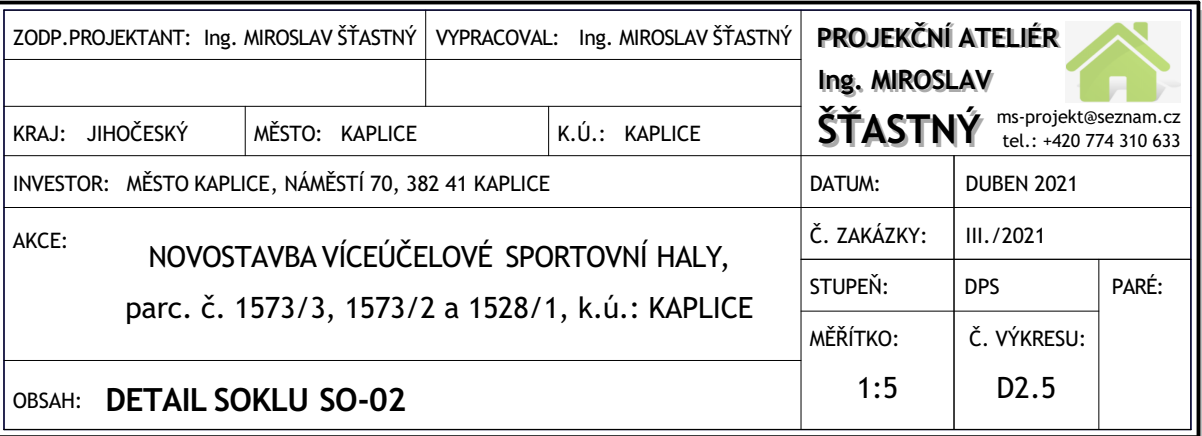 ZODP.PROJEKTANT: Ing. MIROSLAV ŠŤASTNÝ
VYPRACOVAL: Ing. MIROSLAV ŠŤASTNÝ
PROJEKČNÍ ATELIÉR
Ing. MIROSLAV
ŠŤASTNÝ
ms-projekt@seznam.cz
tel.: +420 774 310 633
KRAJ: JIHOČESKÝ
MĚSTO: KAPLICE
K.Ú.: KAPLICE
INVESTOR: MĚSTO KAPLICE, NÁMĚSTÍ 70, 382 41 KAPLICE
DATUM:
DUBEN 2021
AKCE:
NOVOSTAVBA VÍCEÚČELOVÉ SPORTOVNÍ HALY,
parc. č. 1573/3, 1573/2 a 1528/1, k.ú.: KAPLICE
Č. ZAKÁZKY:
III./2021
STUPEŇ:
DPS
PARÉ:
MĚŘÍTKO:
1:5
Č. VÝKRESU:
D2.5
OBSAH: DETAIL SOKLU SO-02